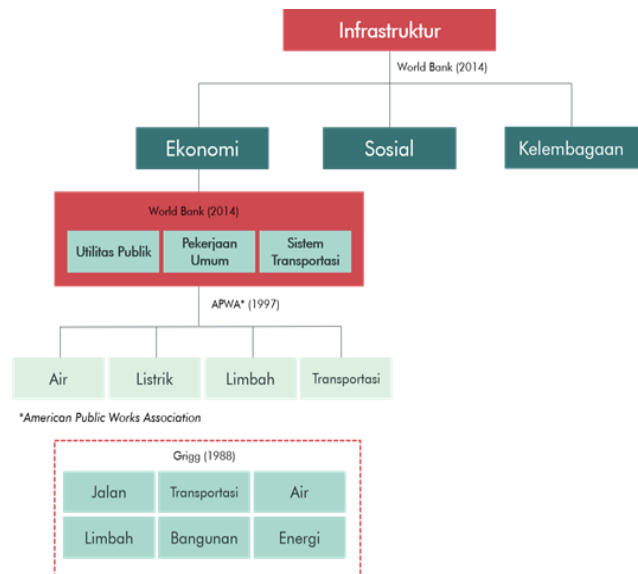 Infrastruktur
World Bank (2014)
Ekonomi
Sosial
Kelembagaan
World Bank (2014)
Utilitas Publik
Pekerjaan
Umum
Sistem
Transportasi
APWA* (1997)
Air
Listrik
Limbah
Transportasi
*American Public Works Association
Grigg (1988)
Jalan
Transportasi
Air
Limbah
Bangunan
Energi